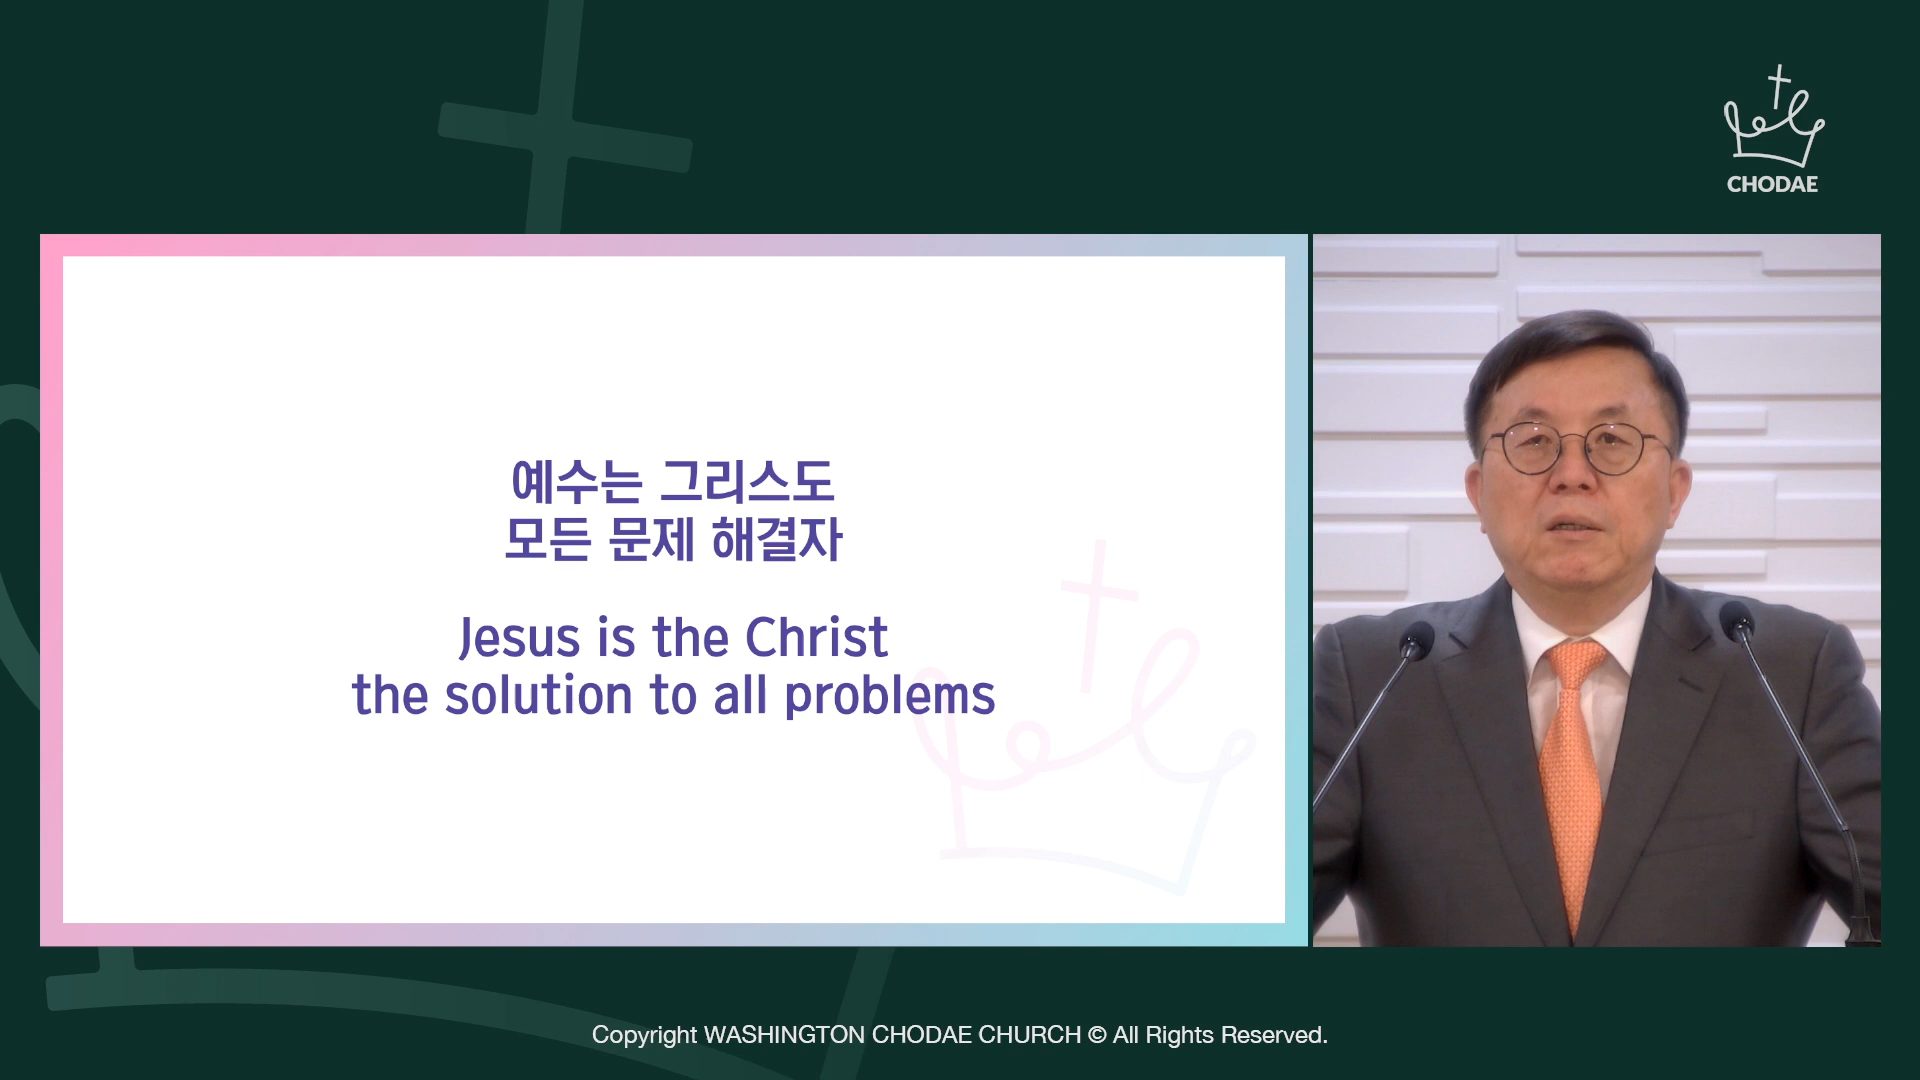 CHODAE
예수는 그리스도
모든 문제 해결자
Jesus is the Christ
the solution to all problems
Copyright WASHINGTON CHODAE CHURCH © All Rights Reserved.